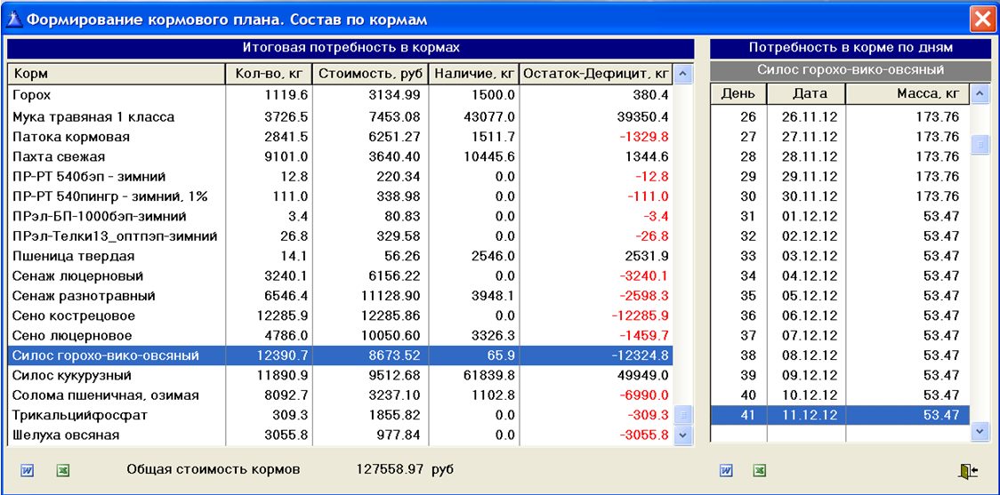 Формирование кормового плана. Состав по кормам
Итоговая потребность в кормах
Корм Кол-во, кг Стоимость, руб Наличие, кг Остаток-Дефицит, кг
Горох 1119.6 3134.99 1500.0 380.4
Мука травяная 1 класса 3726.5 7453.08 43077.0 39350.4
Патока кормовая 2841.5 6251.27 1511.7 -1329.8
Пахта свежая 9101.0 3640.40 10445.6 1344.6
ПР-РТ 540бэп - зимний 12.8 220.34 0.0 -12.8
ПР-РТ 540пингр - зимний, 1% 111.0 338.98 0.0 -111.0
ПРэл-БП-1000бэп-зимний 3.4 80.83 0.0 -3.4
ПРэл-Телки13_оптпэп-зимний 26.8 329.58 0.0 -26.8
Пшеница твердая 14.1 56.26 2546.0 2531.9
Сенаж люцерновый 3240.1 6156.22 0.0 -3240.1
Сенаж разнотравный 6546.4 11128.90 3948.1 -2598.3
Сено кострецовое 12285.9 12285.86 0.0 -12285.9
Сено люцерновое 4786.0 10050.60 3326.3 -1459.7
Силос горохо-вико-овсяный 12390.7 8673.52 65.9 -12324.8
Силос кукурузный 11890.9 9512.68 61839.8 49949.0
Солома пшеничная, озимая 8092.7 3237.10 1102.8 -6990.0
Трикальцийфосфат 309.3 1855.82 0.0 -309.3
Шелуха овсяная 3055.8 977.84 0.0 -3055.8
Общая стоимость кормов 127558.97 руб
Потребность в корме по дням
Силос горохо-вико-овсяный
День Дата Масса, кг
26 26.11.12 173.76
27 27.11.12 173.76
28 28.11.12 173.76
29 29.11.12 173.76
30 30.11.12 173.76
31 01.12.12 53.47
32 02.12.12 53.47
33 03.12.12 53.47
34 04.12.12 53.47
35 05.12.12 53.47
36 06.12.12 53.47
37 07.12.12 53.47
38 08.12.12 53.47
39 09.12.12 53.47
40 10.12.12 53.47
41 11.12.12 53.47